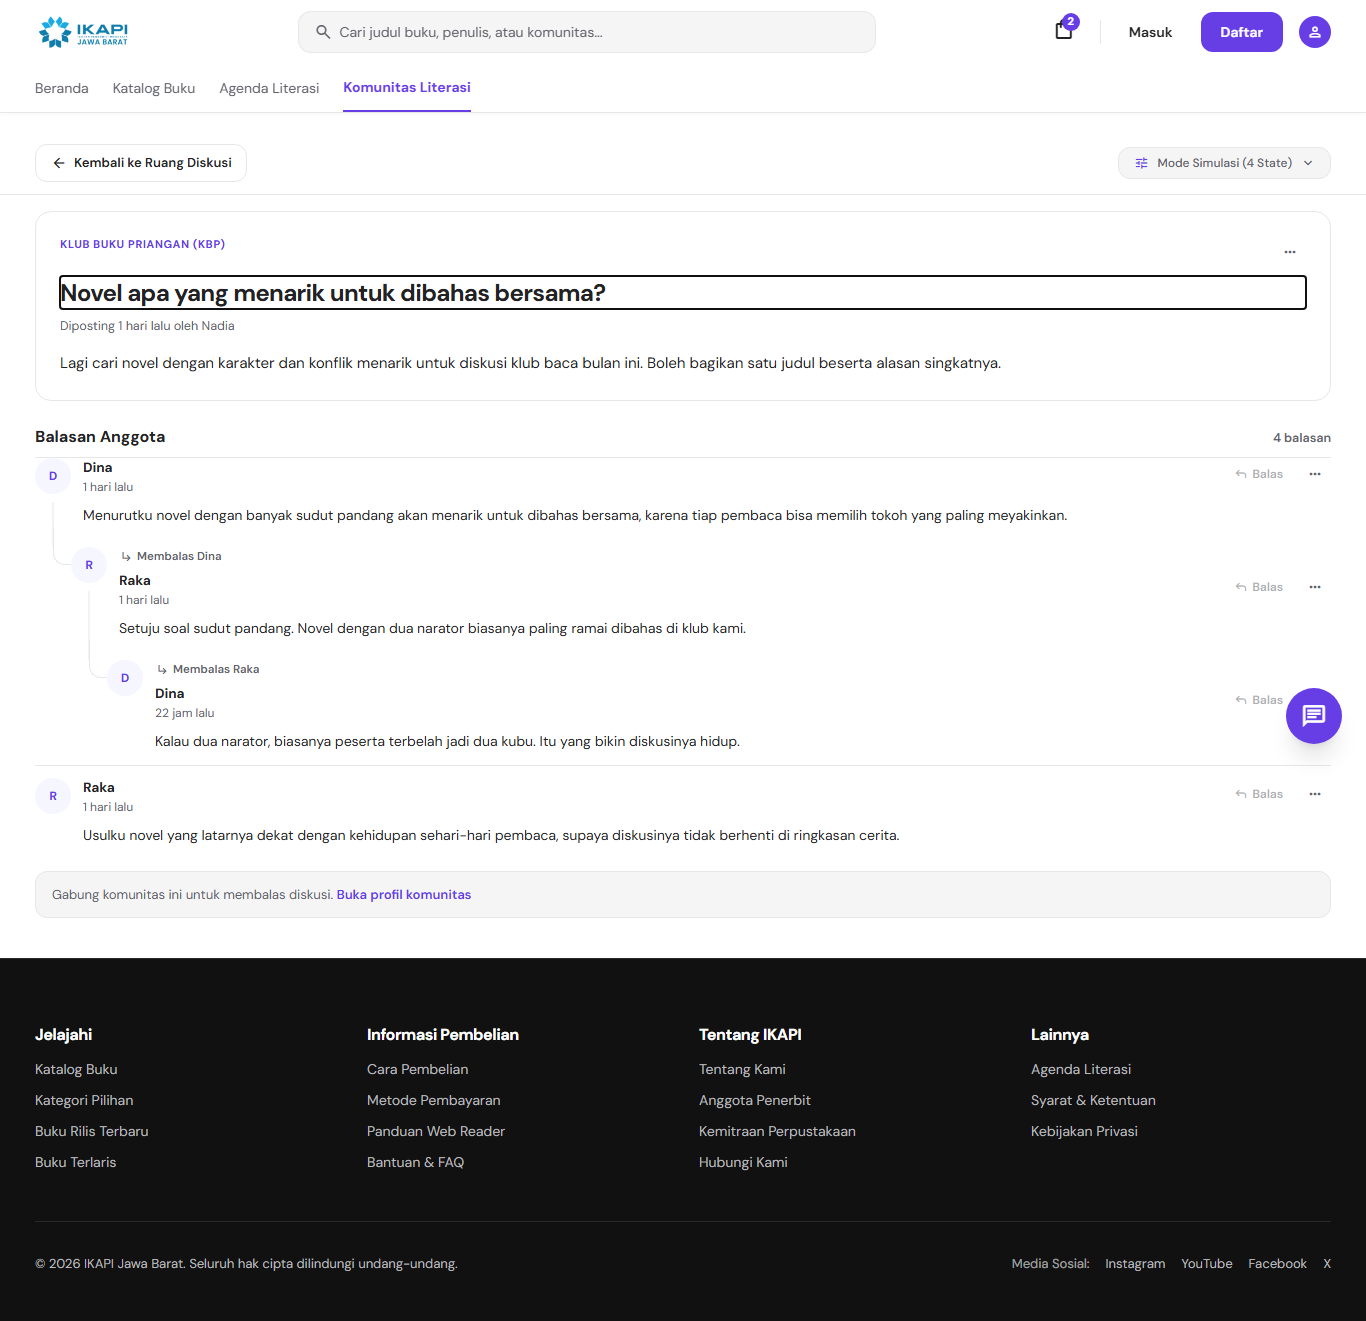 IKAPI
JAWA BARAT
Cari judul buku, penulis, atau komunitas...
2
Masuk
Daftar
Beranda
Katalog Buku
Agenda Literasi
Komunitas Literasi
Kembali ke Ruang Diskusi
Mode Simulasi (4 State)
KLUB BUKU PRIANGAN (KBP)
Novel apa yang menarik untuk dibahas bersama?
Diposting 1 hari lalu oleh Nadia
Lagi cari novel dengan karakter dan konflik menarik untuk diskusi klub baca bulan ini. Boleh bagikan satu judul beserta alasan singkatnya.
Balasan Anggota
4 balasan
D
Dina
1 hari lalu
Balas
Menurutku novel dengan banyak sudut pandang akan menarik untuk dibahas bersama, karena tiap pembaca bisa memilih tokoh yang paling meyakinkan.
R
Membalas Dina
Raka
1 hari lalu
Balas
Setuju soal sudut pandang. Novel dengan dua narator biasanya paling ramai dibahas di klub kami.
D
Membalas Raka
Dina
22 jam lalu
Balas
Kalau dua narator, biasanya peserta terbelah jadi dua kubu. Itu yang bikin diskusinya hidup.
R
Raka
1 hari lalu
Balas
Usulku novel yang latarnya dekat dengan kehidupan sehari-hari pembaca, supaya diskusinya tidak berhenti di ringkasan cerita.
Gabung komunitas ini untuk membalas diskusi. Buka profil komunitas
Jelajahi
Katalog Buku
Kategori Pilihan
Buku Rilis Terbaru
Buku Terlaris
Informasi Pembelian
Cara Pembelian
Metode Pembayaran
Panduan Web Reader
Bantuan & FAQ
Tentang IKAPI
Tentang Kami
Anggota Penerbit
Kemitraan Perpustakaan
Hubungi Kami
Lainnya
Agenda Literasi
Syarat & Ketentuan
Kebijakan Privasi
© 2026 IKAPI Jawa Barat. Seluruh hak cipta dilindungi undang-undang.
Media Sosial:
Instagram
YouTube
Facebook
X